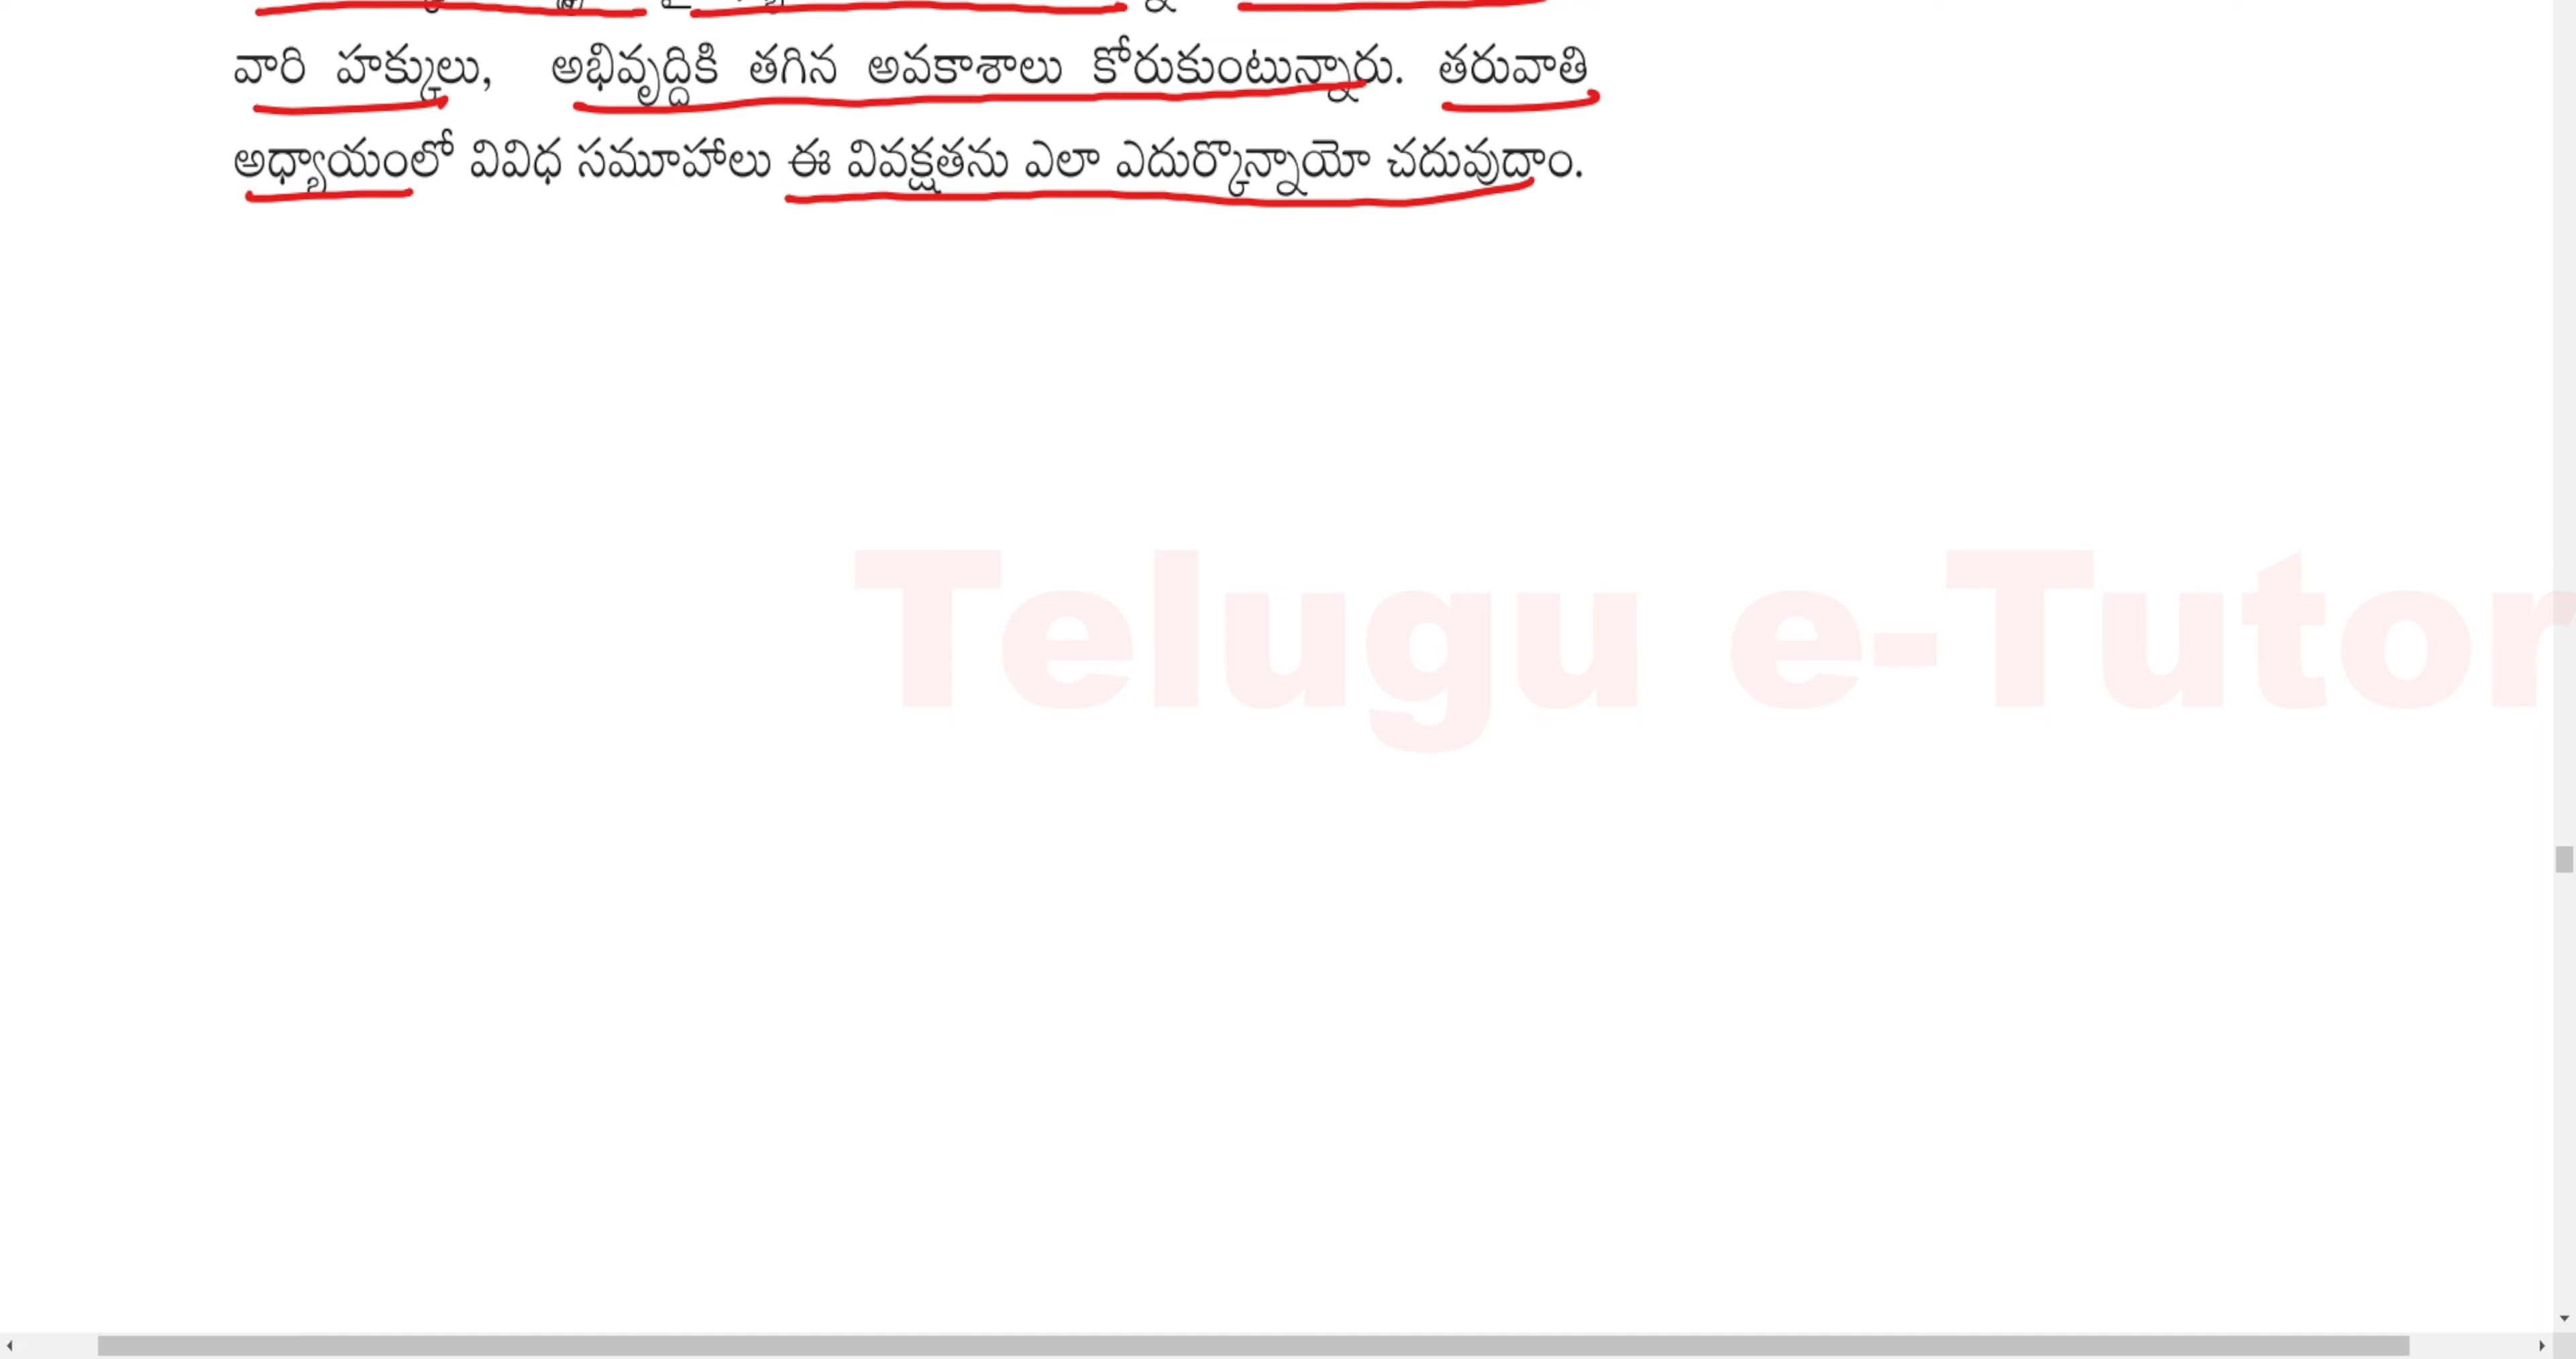 వారి హక్కులు, అభివృద్దికి తగిన అవకాశాలు కోరుకుంటున్నారు. తరువాతి
అధ్యాయంలో వివిధ సమూహాలు ఈ వివక్షతను ఎలా ఎదుర్కొన్నాయో చదువుదాం.
Telugu e-Tutor